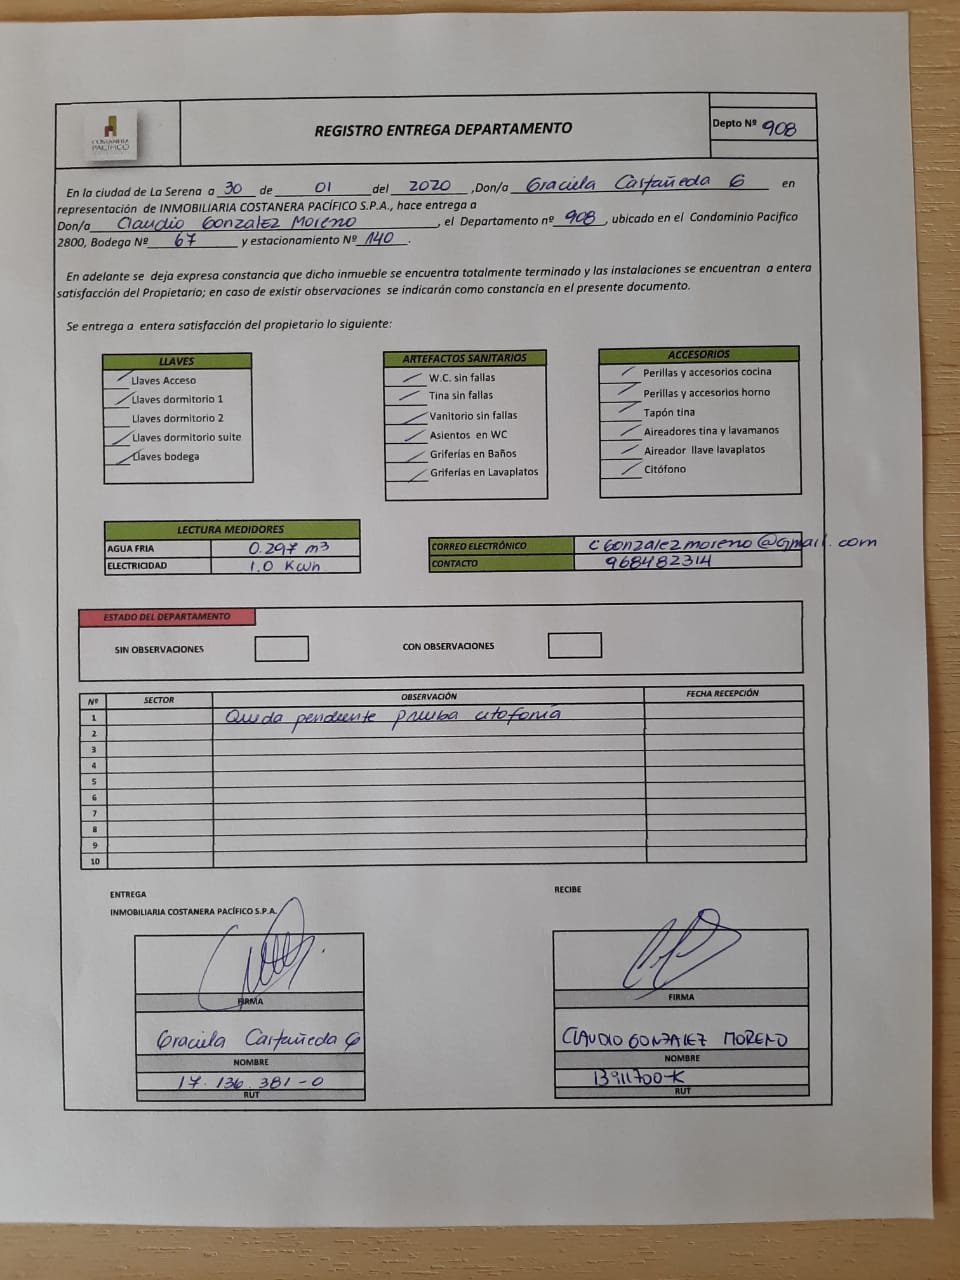 COSTANERA
PACÍFICO
REGISTRO ENTREGA DEPARTAMENTO
Depto Nº 908
En la ciudad de La Serena a 30 de 01 del 2020 ,Don/a Graciela Castañeda G en
representación de INMOBILIARIA COSTANERA PACÍFICO S.P.A., hace entrega a
Don/a Claudio Gonzalez Moreno , el Departamento nº 908 , ubicado en el Condominio Pacifico
2800, Bodega Nº 67 y estacionamiento Nº 140 .
En adelante se deja expresa constancia que dicho inmueble se encuentra totalmente terminado y las instalaciones se encuentran a entera
satisfacción del Propietario; en caso de existir observaciones se indicarán como constancia en el presente documento.
Se entrega a entera satisfacción del propietario lo siguiente:
LLAVES
Llaves Acceso
Llaves dormitorio 1
Llaves dormitorio 2
Llaves dormitorio suite
Llaves bodega
ARTEFACTOS SANITARIOS
W.C. sin fallas
Tina sin fallas
Vanitorio sin fallas
Asientos en WC
Griferías en Baños
Griferías en Lavaplatos
ACCESORIOS
Perillas y accesorios cocina
Perillas y accesorios horno
Tapón tina
Aireadores tina y lavamanos
Aireador llave lavaplatos
Citófono
LECTURA MEDIDORES
AGUA FRIA 0.297 m3
ELECTRICIDAD 1.0 Kwh
CORREO ELECTRÓNICO cgonzalezmoreno@gmail.com
CONTACTO 968482314
ESTADO DEL DEPARTAMENTO
SIN OBSERVACIONES
CON OBSERVACIONES
Nº SECTOR OBSERVACIÓN FECHA RECEPCIÓN
1 Queda pendiente prueba citofonía
2
3
4
5
6
7
8
9
10
ENTREGA
INMOBILIARIA COSTANERA PACÍFICO S.P.A.
FIRMA
Graciela Castañeda G
NOMBRE
17.136.381-0
RUT
RECIBE
FIRMA
CLAUDIO GONZALEZ MORENO
NOMBRE
13911700-K
RUT